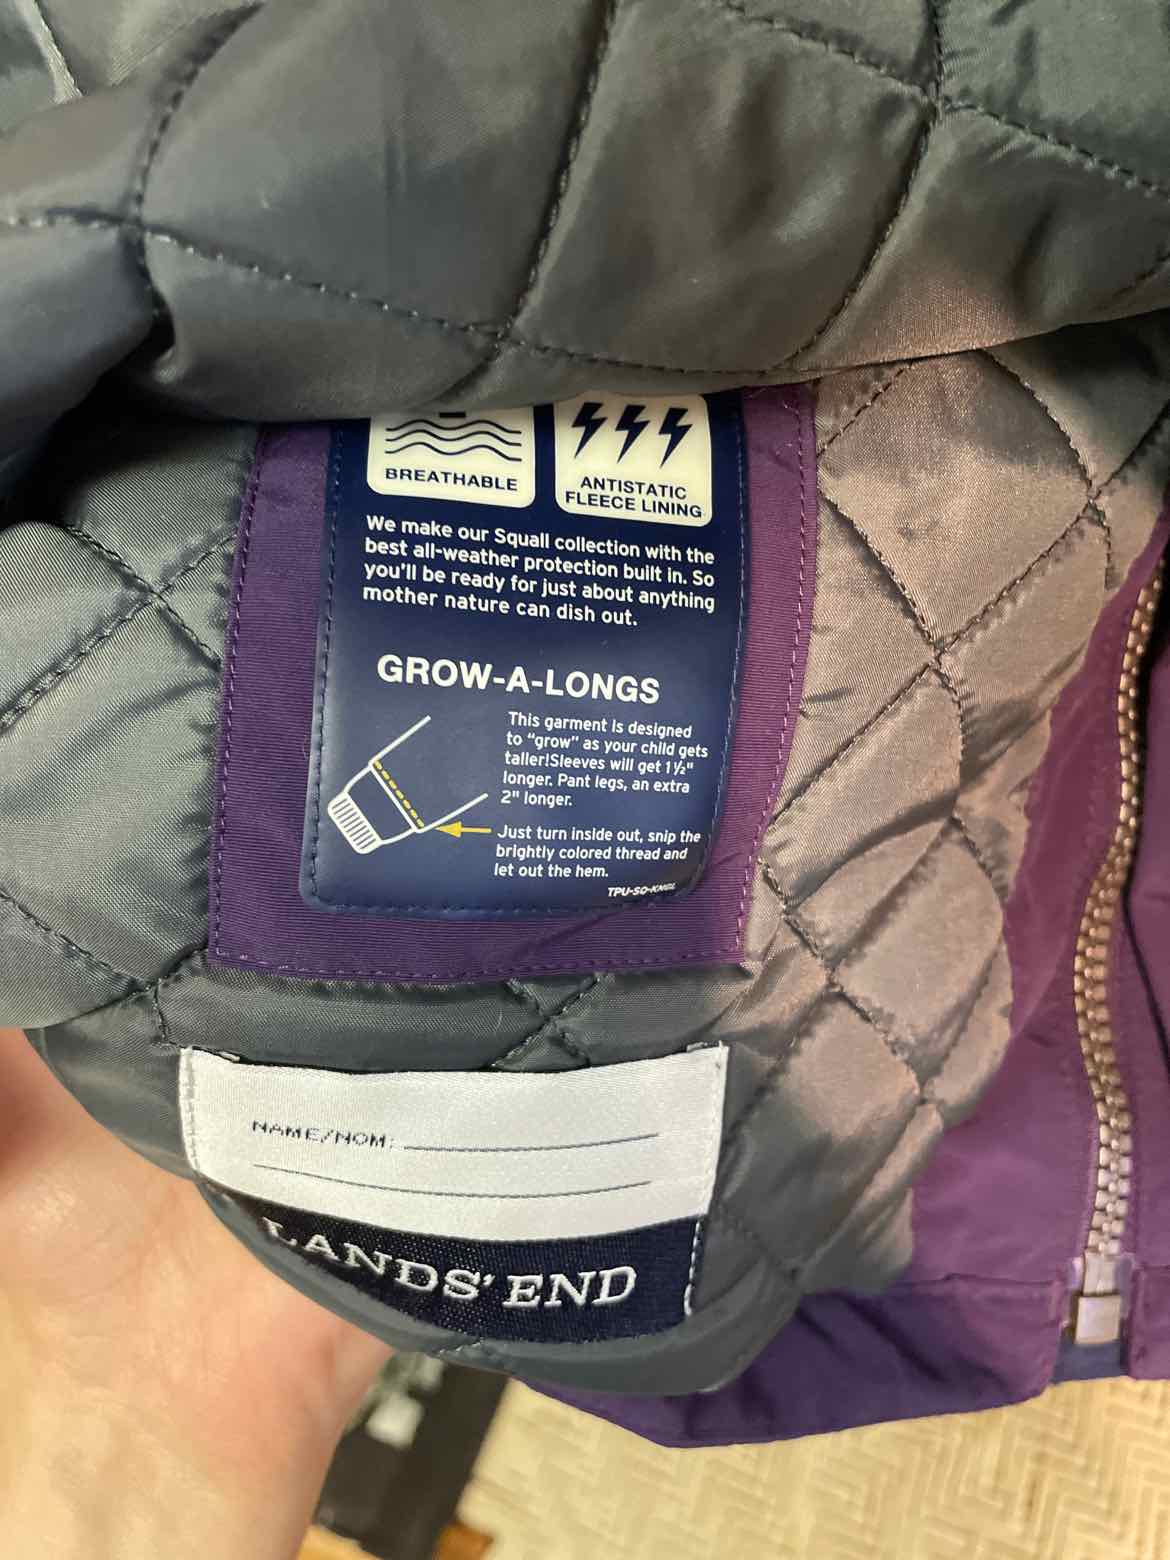 BREATHABLE
ANTISTATIC
FLEECE LINING
We make our Squall collection with the
best all-weather protection built in. So
you'll be ready for just about anything
mother nature can dish out.
GROW-A-LONGS
This garment is designed
to "grow" as your child gets
taller!Sleeves will get 1½"
longer. Pant legs, an extra
2" longer.
Just turn inside out, snip the
brightly colored thread and
let out the hem.
TPU-SO-KNGL
NAME/NOM:
LANDS' END